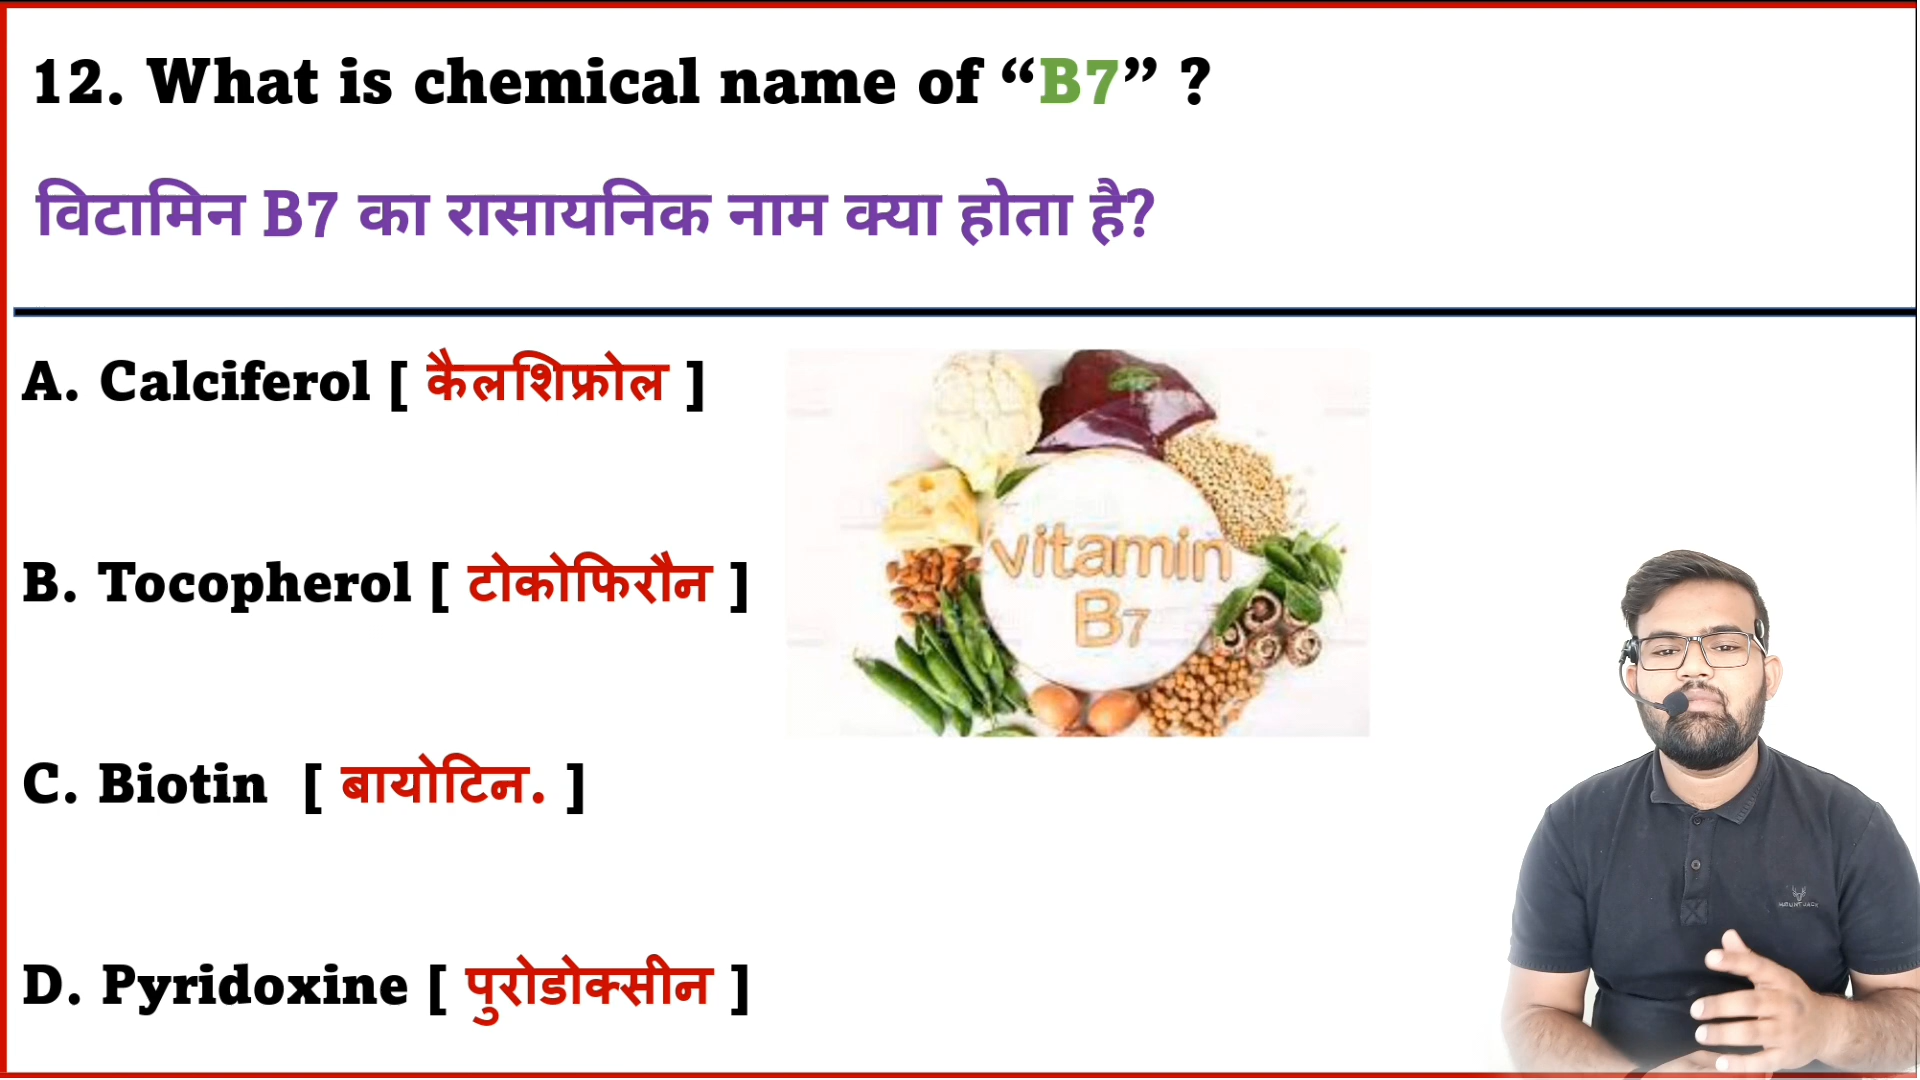 12. What is chemical name of “B7” ?
विटामिन B7 का रासायनिक नाम क्या होता है?
A. Calciferol [ कैलशिफ्रोल ]
B. Tocopherol [ टोकोफिरौन ]
C. Biotin [ बायोटिन. ]
D. Pyridoxine [ पुरोडोक्सीन ]
vitamin
B7